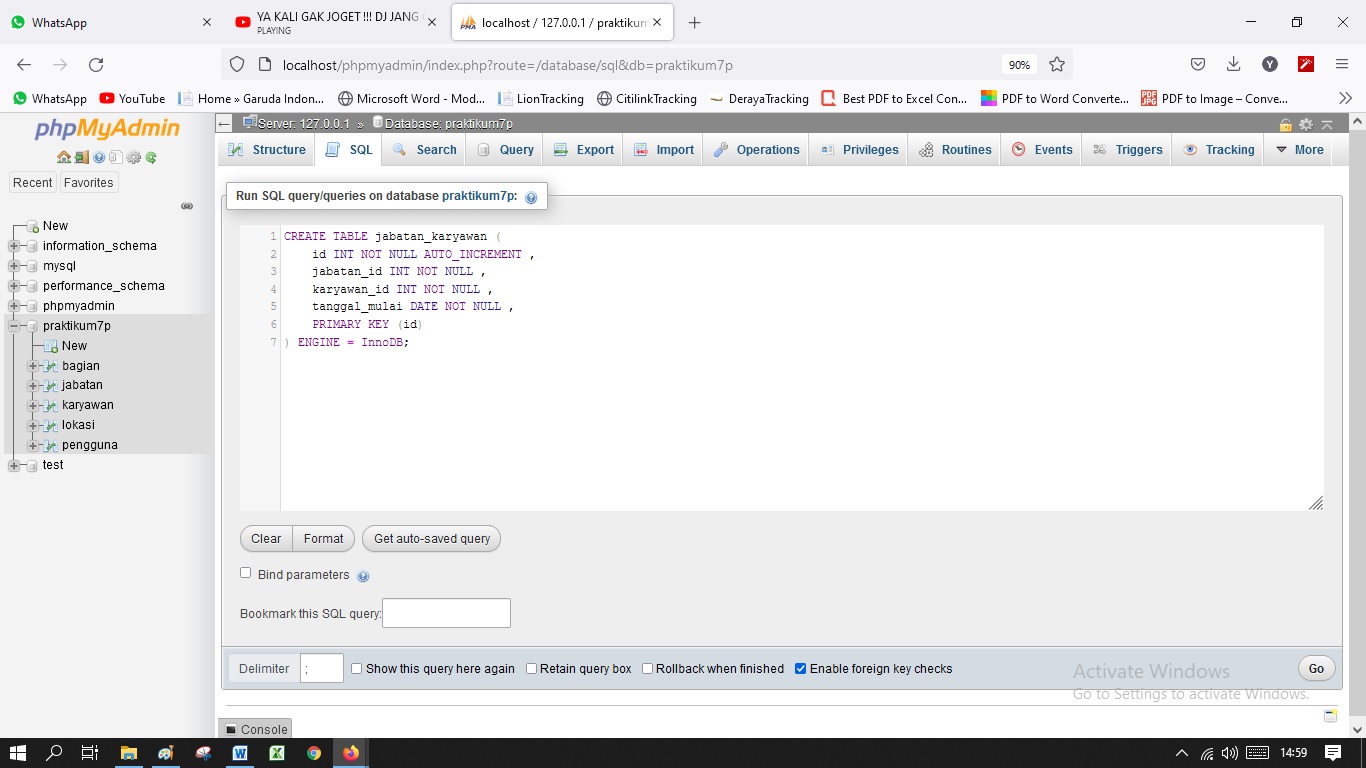 WhatsApp
YA KALI GAK JOGET !!! DJ JANG
PLAYING
localhost / 127.0.0.1 / praktikum
localhost/phpmyadmin/index.php?route=/database/sql&db=praktikum7p
90%
Y
WhatsApp YouTube Home » Garuda Indon... Microsoft Word - Mod... LionTracking CitilinkTracking DerayaTracking Best PDF to Excel Con... PDF to Word Converte... PDF to Image – Conve...
phpMyAdmin
Server: 127.0.0.1 » Database: praktikum7p
Structure SQL Search Query Export Import Operations Privileges Routines Events Triggers Tracking More
Recent Favorites
New
information_schema
mysql
performance_schema
phpmyadmin
praktikum7p
New
bagian
jabatan
karyawan
lokasi
pengguna
test
Run SQL query/queries on database praktikum7p:
1 CREATE TABLE jabatan_karyawan (
2 id INT NOT NULL AUTO_INCREMENT ,
3 jabatan_id INT NOT NULL ,
4 karyawan_id INT NOT NULL ,
5 tanggal_mulai DATE NOT NULL ,
6 PRIMARY KEY (id)
7 ) ENGINE = InnoDB;
Clear Format Get auto-saved query
Bind parameters
Bookmark this SQL query:
Delimiter ; Show this query here again Retain query box Rollback when finished Enable foreign key checks Go
Activate Windows
Go to Settings to activate Windows.
Console
14:59